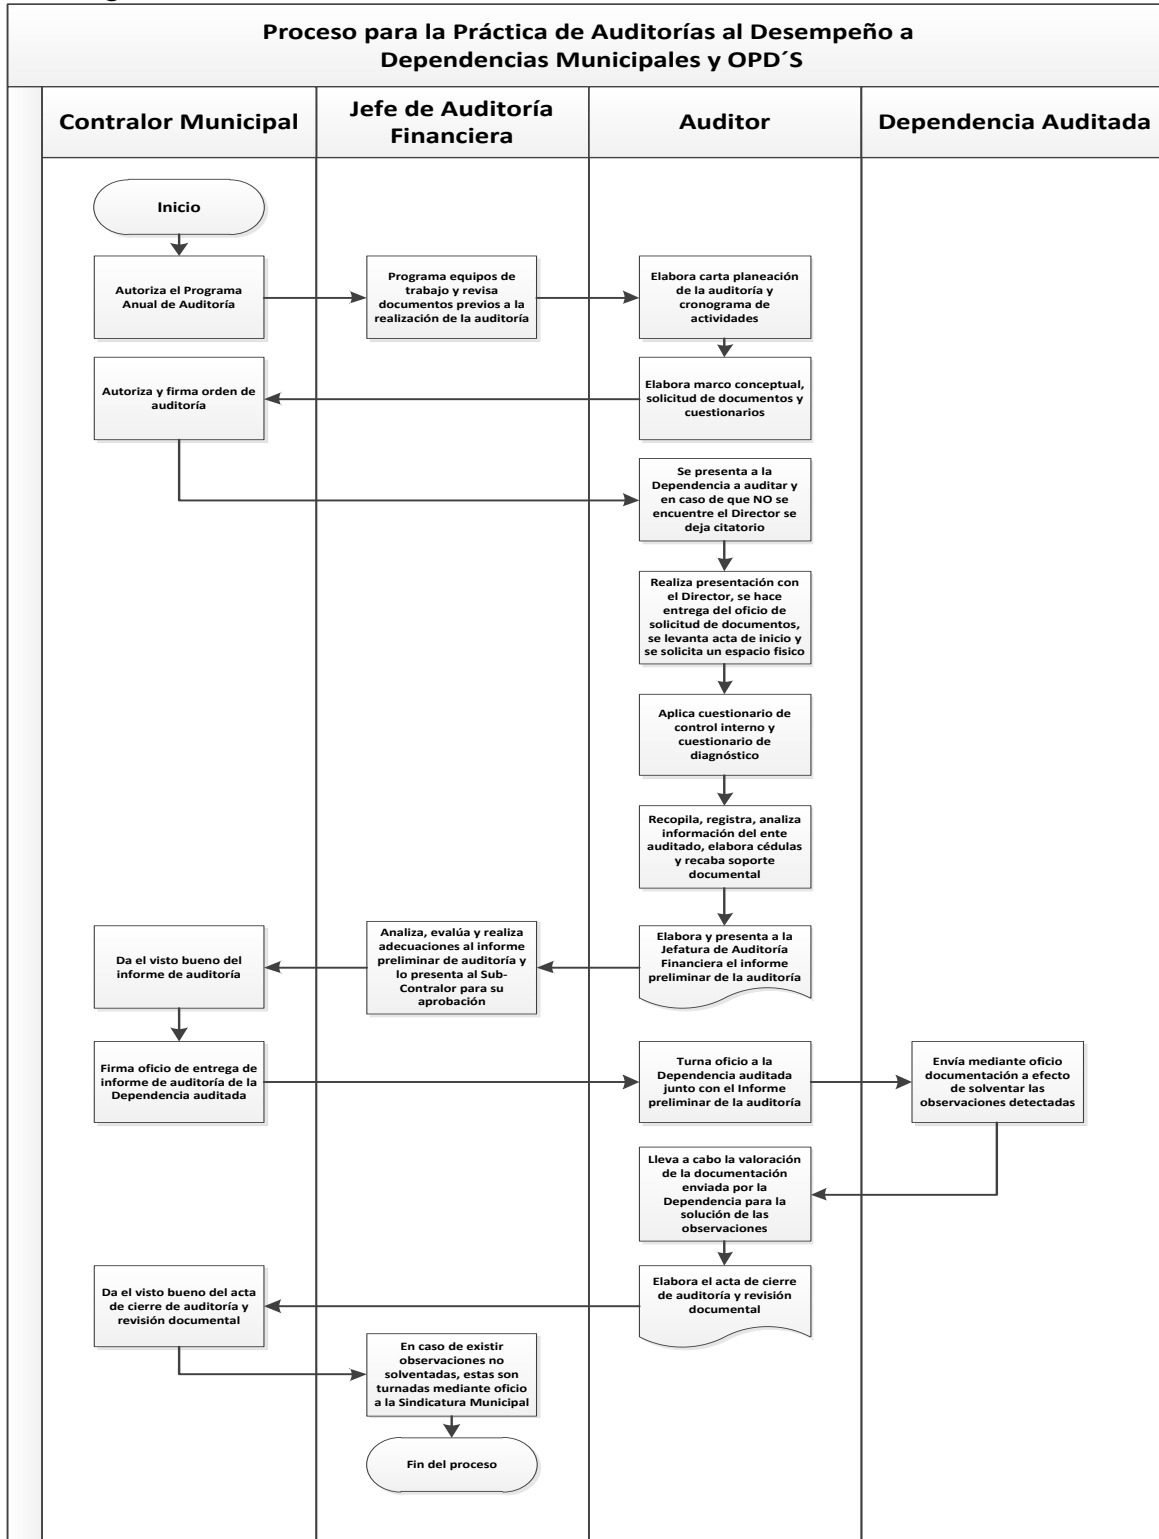 Proceso para la Práctica de Auditorías al Desempeño a
Dependencias Municipales y OPD´S
Contralor Municipal
Jefe de Auditoría
Financiera
Auditor
Dependencia Auditada
Inicio
Autoriza el Programa
Anual de Auditoría
Programa equipos de
trabajo y revisa
documentos previos a la
realización de la auditoría
Elabora carta planeación
de la auditoría y
cronograma de
actividades
Autoriza y firma orden de
auditoría
Elabora marco conceptual,
solicitud de documentos y
cuestionarios
Se presenta a la
Dependencia a auditar y
en caso de que NO se
encuentre el Director se
deja citatorio
Realiza presentación con
el Director, se hace
entrega del oficio de
solicitud de documentos,
se levanta acta de inicio y
se solicita un espacio fisico
Aplica cuestionario de
control interno y
cuestionario de
diagnóstico
Recopila, registra, analiza
información del ente
auditado, elabora cédulas
y recaba soporte
documental
Da el visto bueno del
informe de auditoría
Analiza, evalúa y realiza
adecuaciones al informe
preliminar de auditoría y
lo presenta al Sub-
Contralor para su
aprobación
Elabora y presenta a la
Jefatura de Auditoría
Financiera el informe
preliminar de la auditoría
Firma oficio de entrega de
informe de auditoría de la
Dependencia auditada
Turna oficio a la
Dependencia auditada
junto con el Informe
preliminar de la auditoría
Envía mediante oficio
documentación a efecto
de solventar las
observaciones detectadas
Lleva a cabo la valoración
de la documentación
enviada por la
Dependencia para la
solución de las
observaciones
Da el visto bueno del acta
de cierre de auditoría y
revisión documental
Elabora el acta de cierre
de auditoría y revisión
documental
En caso de existir
observaciones no
solventadas, estas son
turnadas mediante oficio
a la Sindicatura Municipal
Fin del proceso